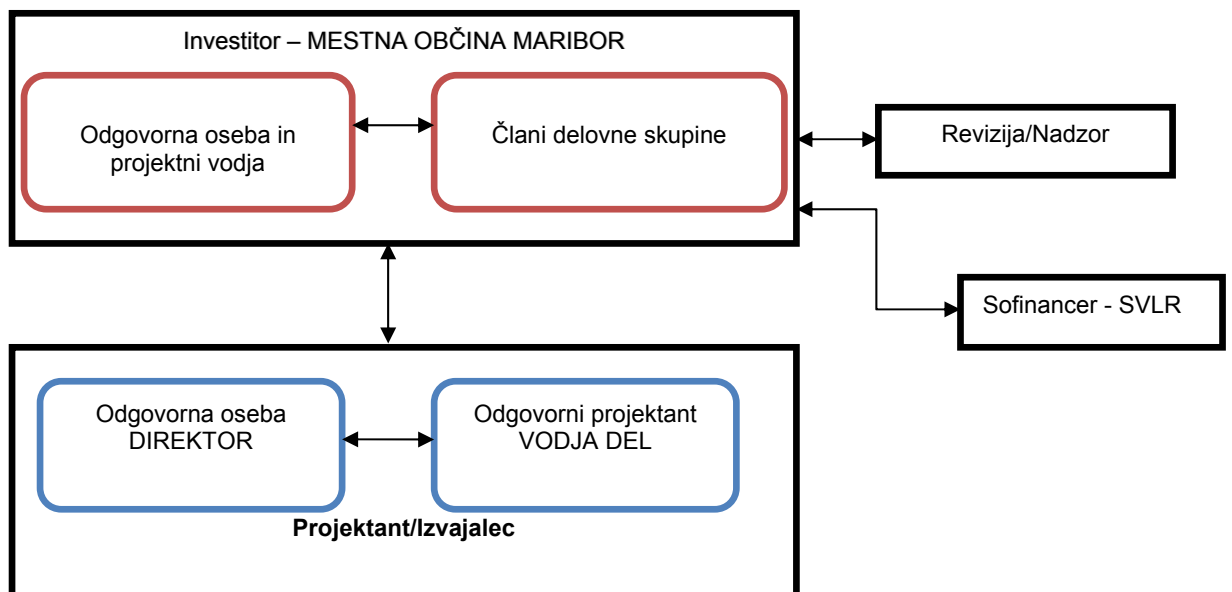 Investitor – MESTNA OBČINA MARIBOR
Odgovorna oseba in
projektni vodja
Člani delovne skupine
Revizija/Nadzor
Sofinancer - SVLR
Odgovorna oseba
DIREKTOR
Odgovorni projektant
VODJA DEL
Projektant/Izvajalec